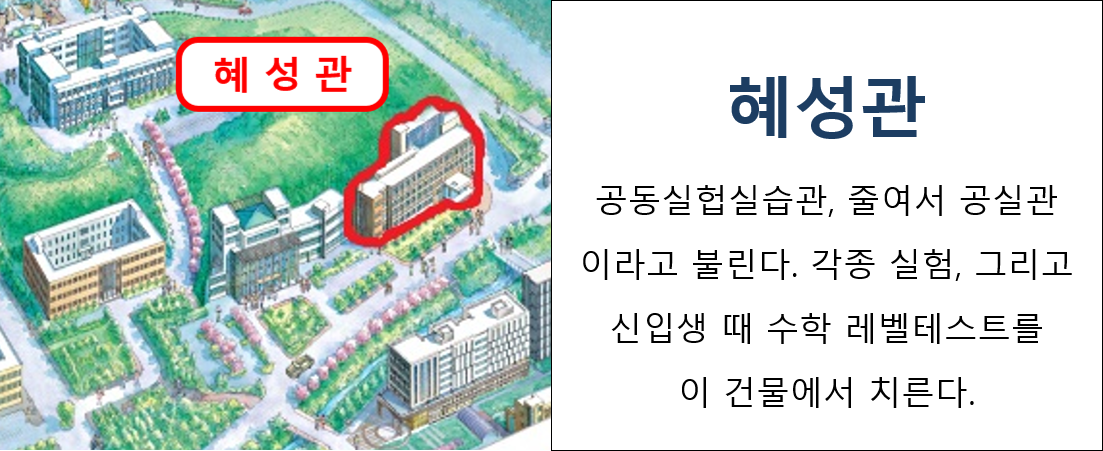 혜 성 관
혜성관
공동실헙실습관, 줄여서 공실관
이라고 불린다. 각종 실험, 그리고
신입생 때 수학 레벨테스트를
이 건물에서 치른다.